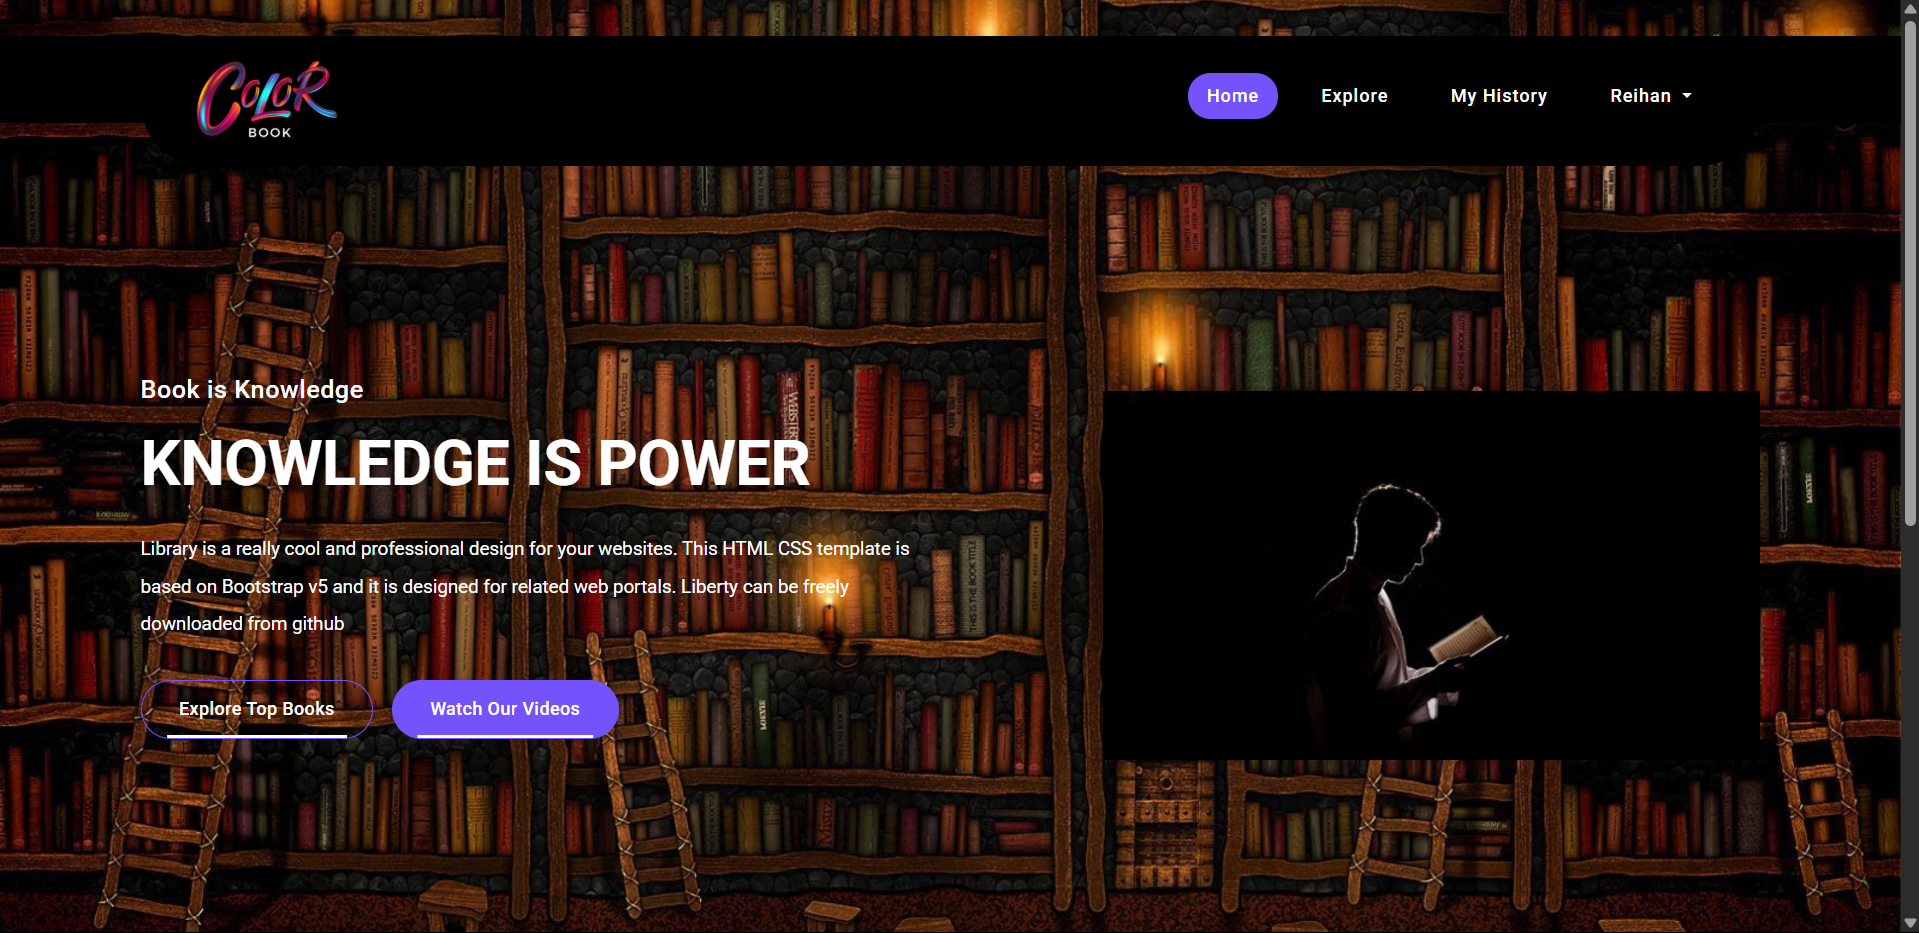 COLOR
BOOK
Home
Explore
My History
Reihan
Book is Knowledge
KNOWLEDGE IS POWER
Library is a really cool and professional design for your websites. This HTML CSS template is
based on Bootstrap v5 and it is designed for related web portals. Liberty can be freely
downloaded from github
Explore Top Books
Watch Our Videos